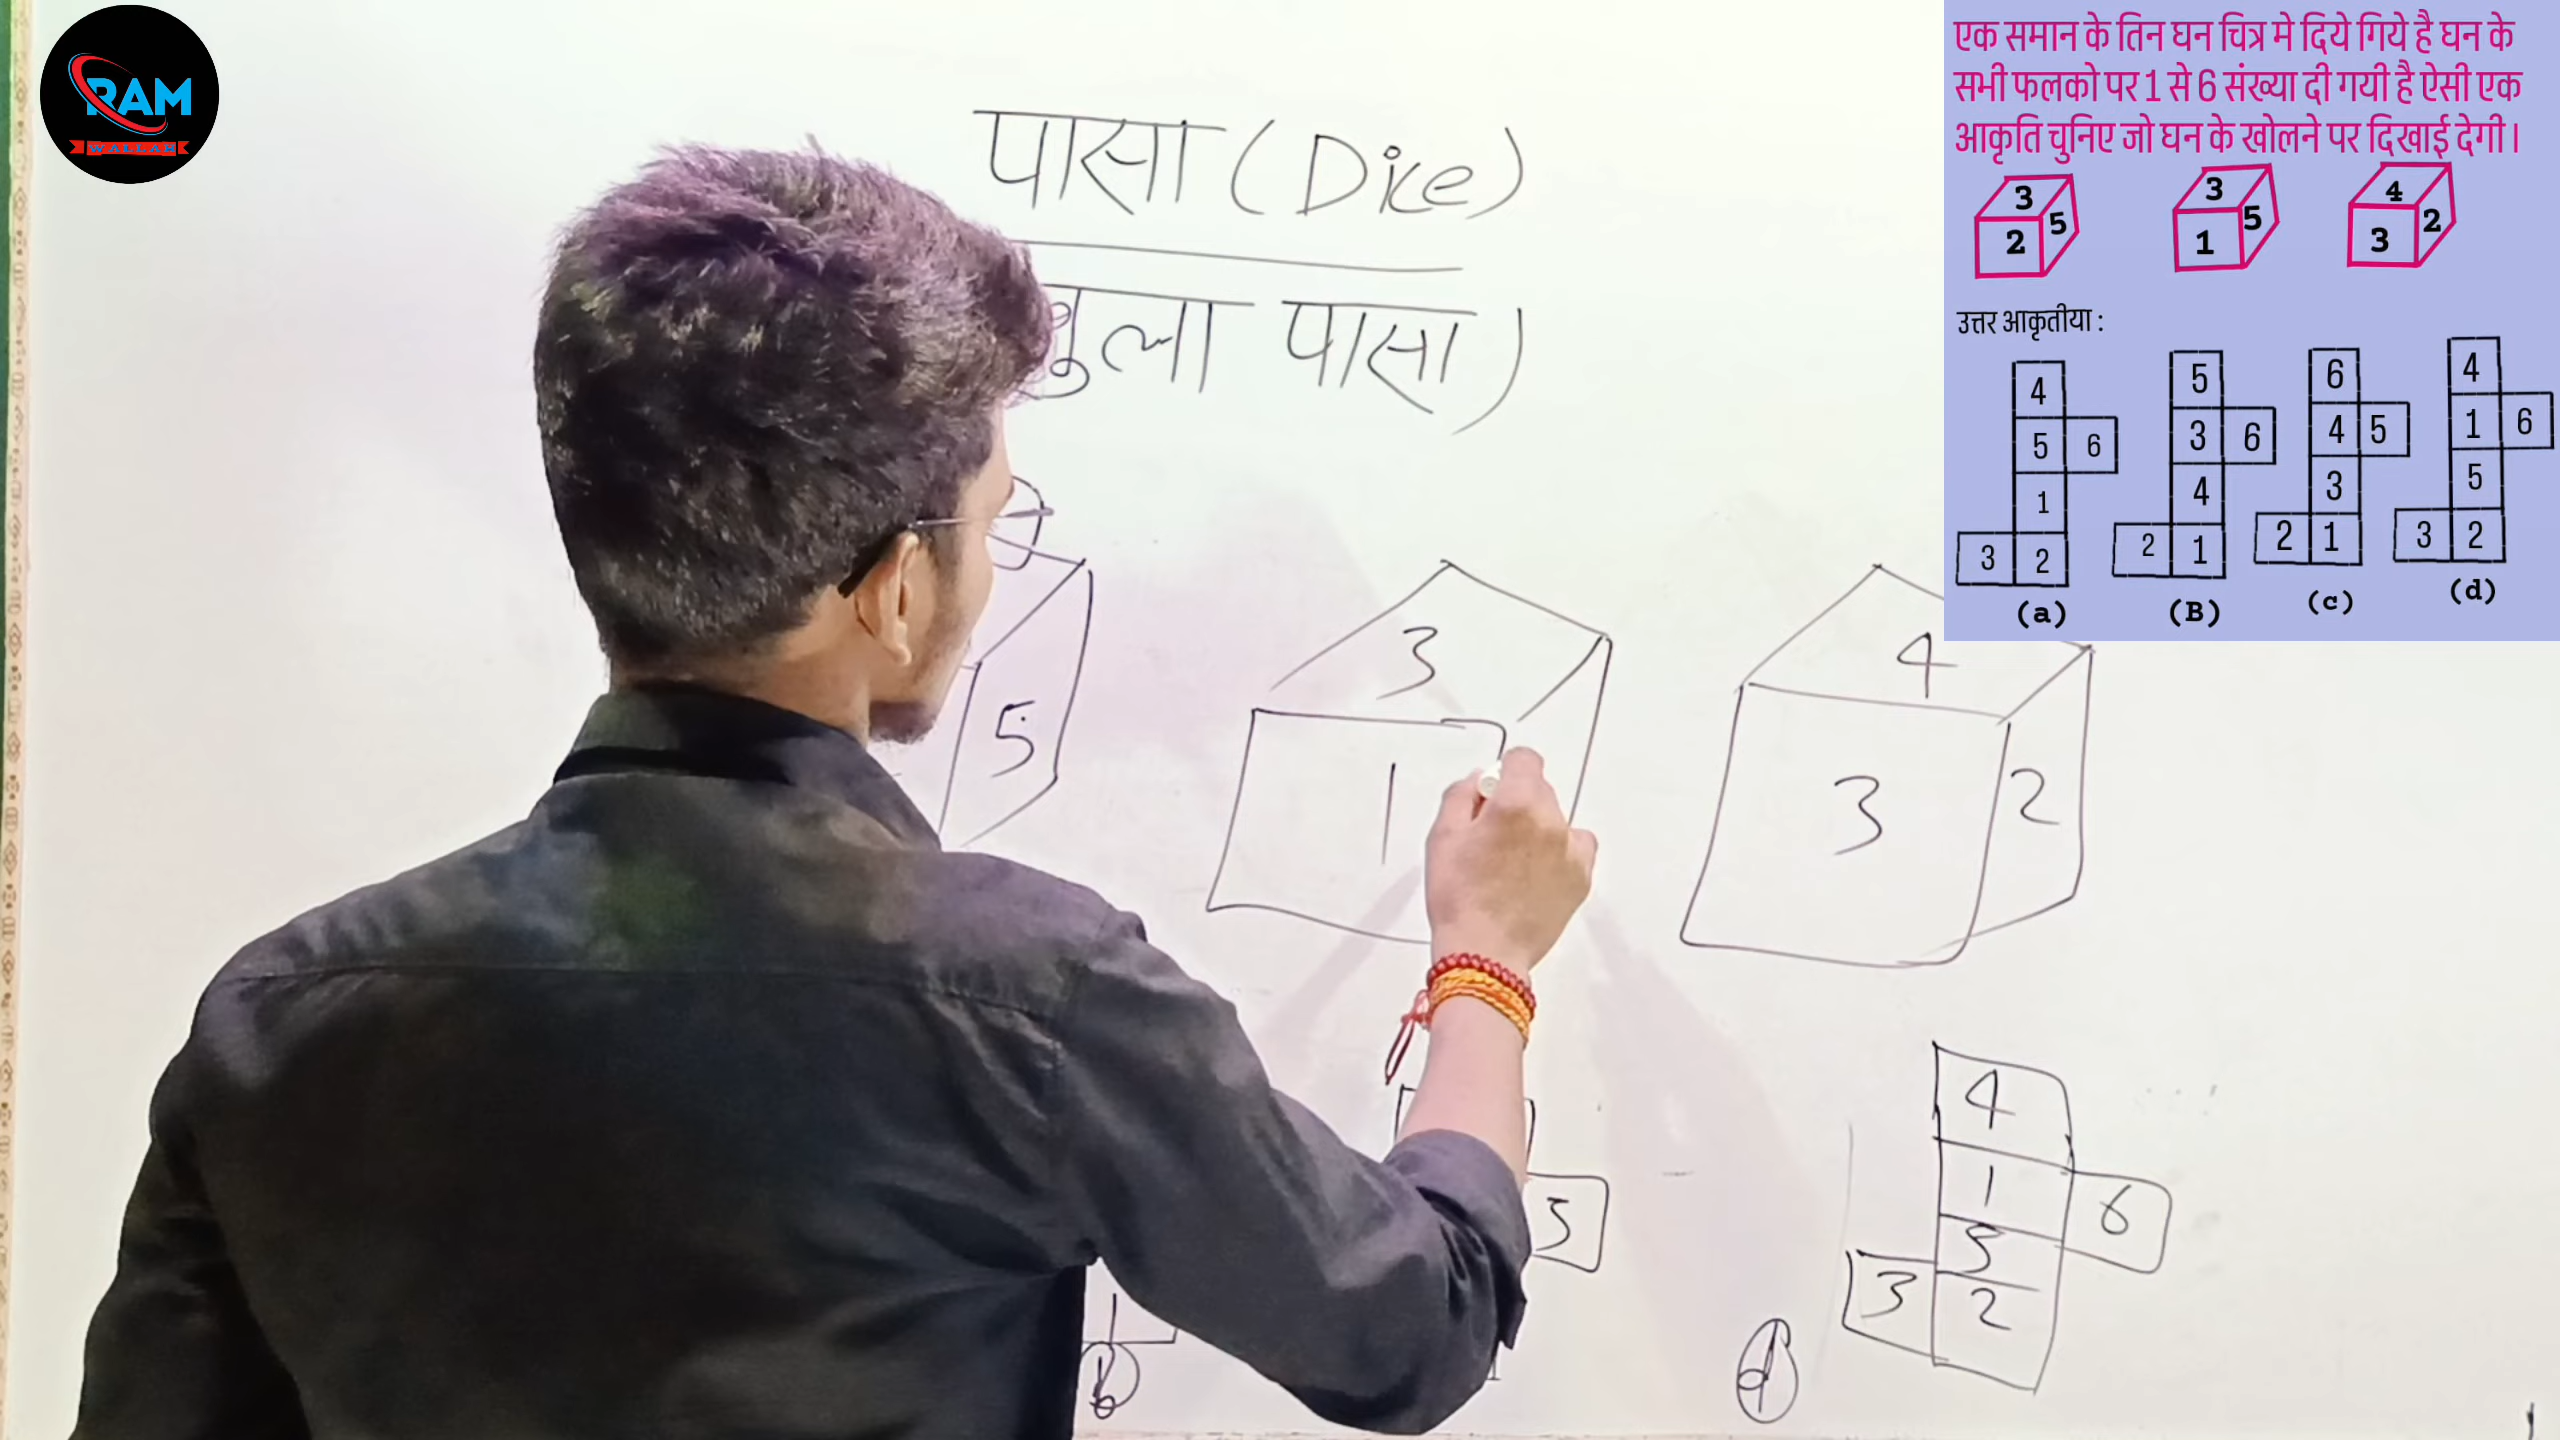 RAM
WALLAH
एक समान के तिन घन चित्र मे दिये गिये है घन के
सभी फलको पर 1 से 6 संख्या दी गयी है ऐसी एक
आकृति चुनिए जो घन के खोलने पर दिखाई देगी।
3 3 4
2 5 1 5 3 2
उत्तर आकृतीया :
4 5 6 4
5 6 3 6 4 5 1 6
1 4 3 5
3 2 2 1 2 1 3 2
(a) (B) (c) (d)
पासा (Dice)
ुला पासा)
5
3
1
4
3 2
4
1 6
5 5
3 2
1
b d